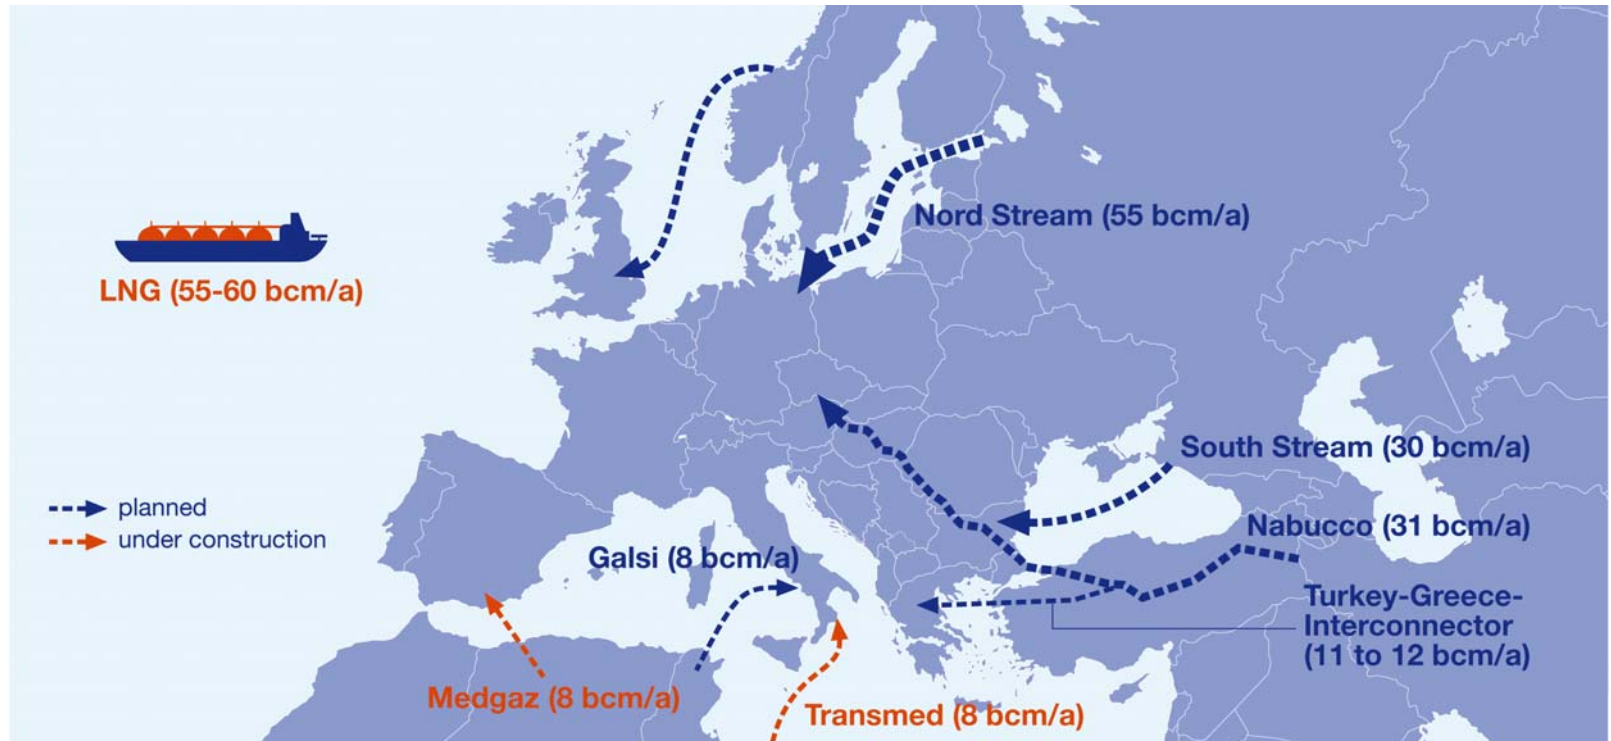 Nord Stream (55 bcm/a)
LNG (55-60 bcm/a)
South Stream (30 bcm/a)
planned
under construction
Nabucco (31 bcm/a)
Galsi (8 bcm/a)
Turkey-Greece-
Interconnector
(11 to 12 bcm/a)
Medgaz (8 bcm/a)
Transmed (8 bcm/a)